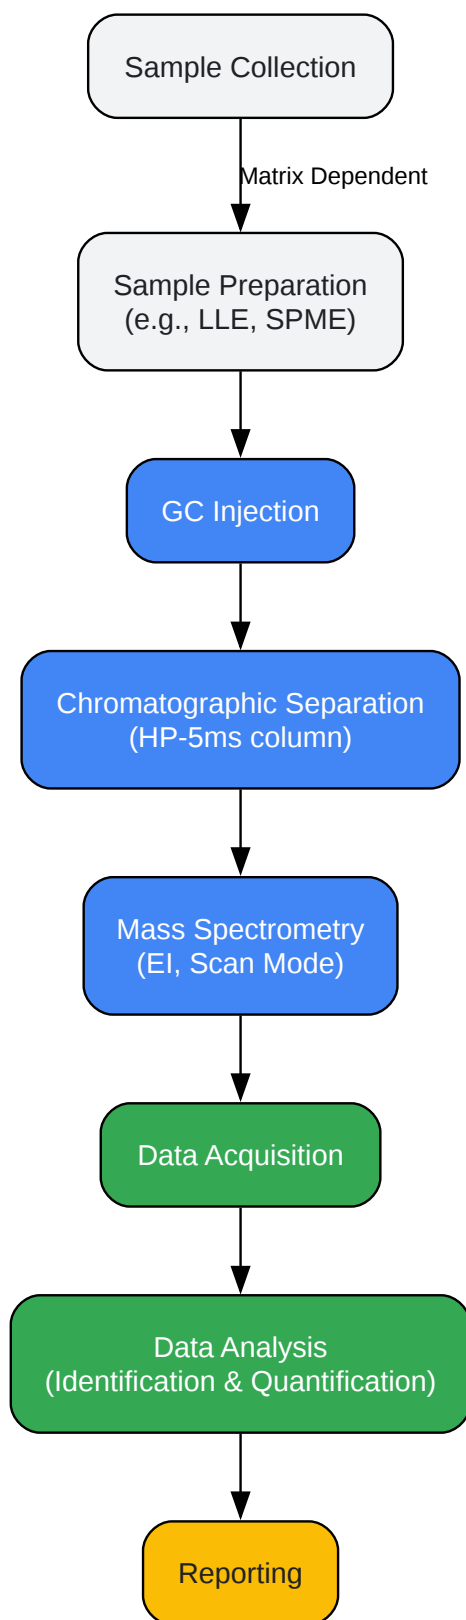 Sample Collection
Matrix Dependent
Sample Preparation
(e.g., LLE, SPME)
GC Injection
Chromatographic Separation
(HP-5ms column)
Mass Spectrometry
(EI, Scan Mode)
Data Acquisition
Data Analysis
(Identification & Quantification)
Reporting